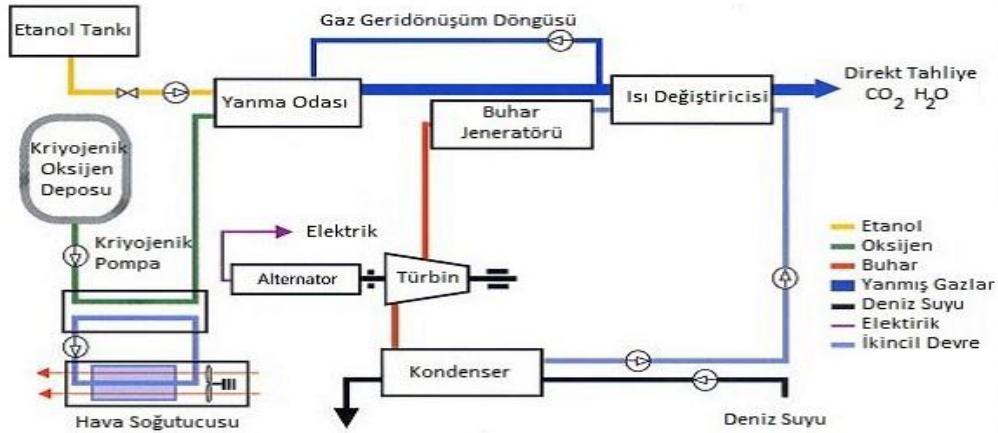 Gaz Geridönüşüm Döngüsü
Etanol Tankı
Yanma Odası
Isı Değiştiricisi
Direkt Tahliye
CO2 H2O
Buhar
Jeneratörü
Kriyojenik
Oksijen
Deposu
Kriyojenik
Pompa
Elektrik
Alternator
Türbin
Etanol
Oksijen
Buhar
Yanmış Gazlar
Deniz Suyu
Elektirik
İkincil Devre
Kondenser
Hava Soğutucusu
Deniz Suyu